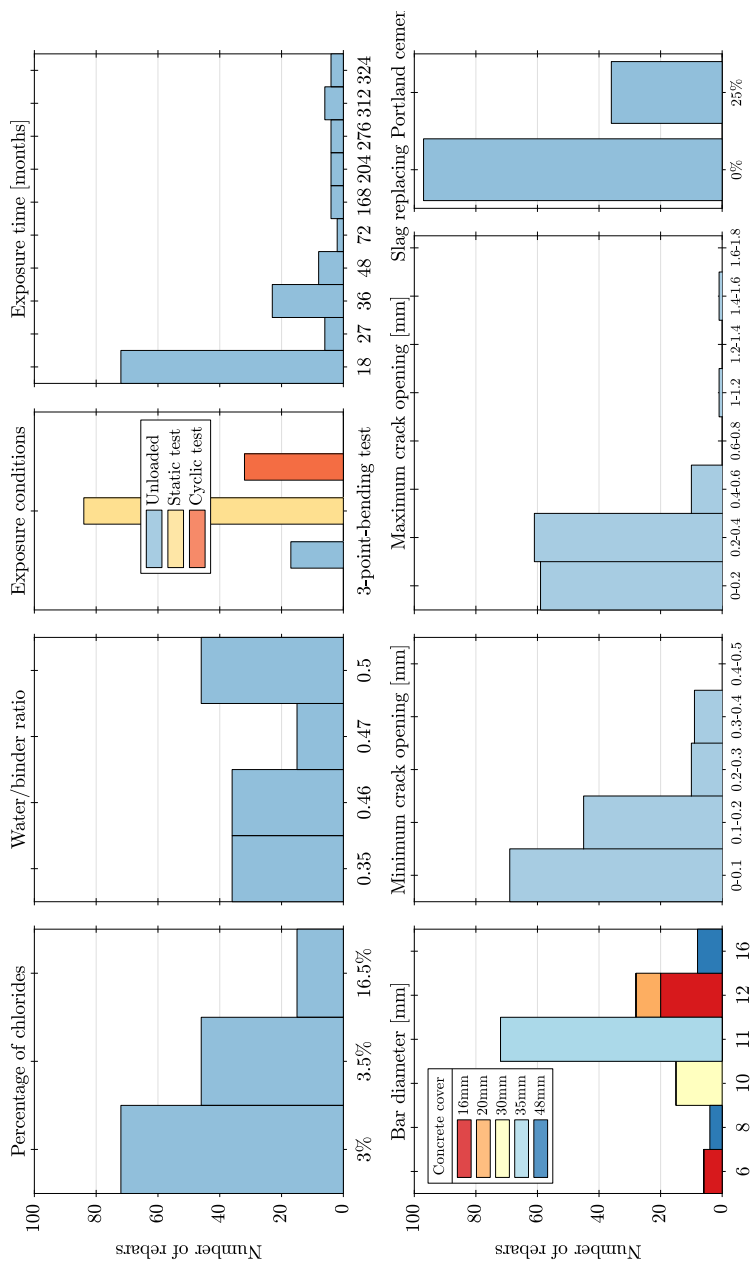 Percentage of chlorides
Number of rebars
100
80
60
40
20
0
3%
3.5%
16.5%
Water/binder ratio
0.35
0.46
0.47
0.5
Exposure conditions
Unloaded
Static test
Cyclic test
3-point-bending test
Exposure time [months]
18
27
36
48
72
168
204
276
312
324
Bar diameter [mm]
Number of rebars
100
80
60
40
20
0
Concrete cover
16mm
20mm
30mm
35mm
48mm
6
8
10
11
12
16
Minimum crack opening [mm]
0-0.1
0.1-0.2
0.2-0.3
0.3-0.4
0.4-0.5
Maximum crack opening [mm]
0-0.2
0.2-0.4
0.4-0.6
0.6-0.8
1-1.2
1.2-1.4
1.4-1.6
1.6-1.8
Slag replacing Portland
0%
25%